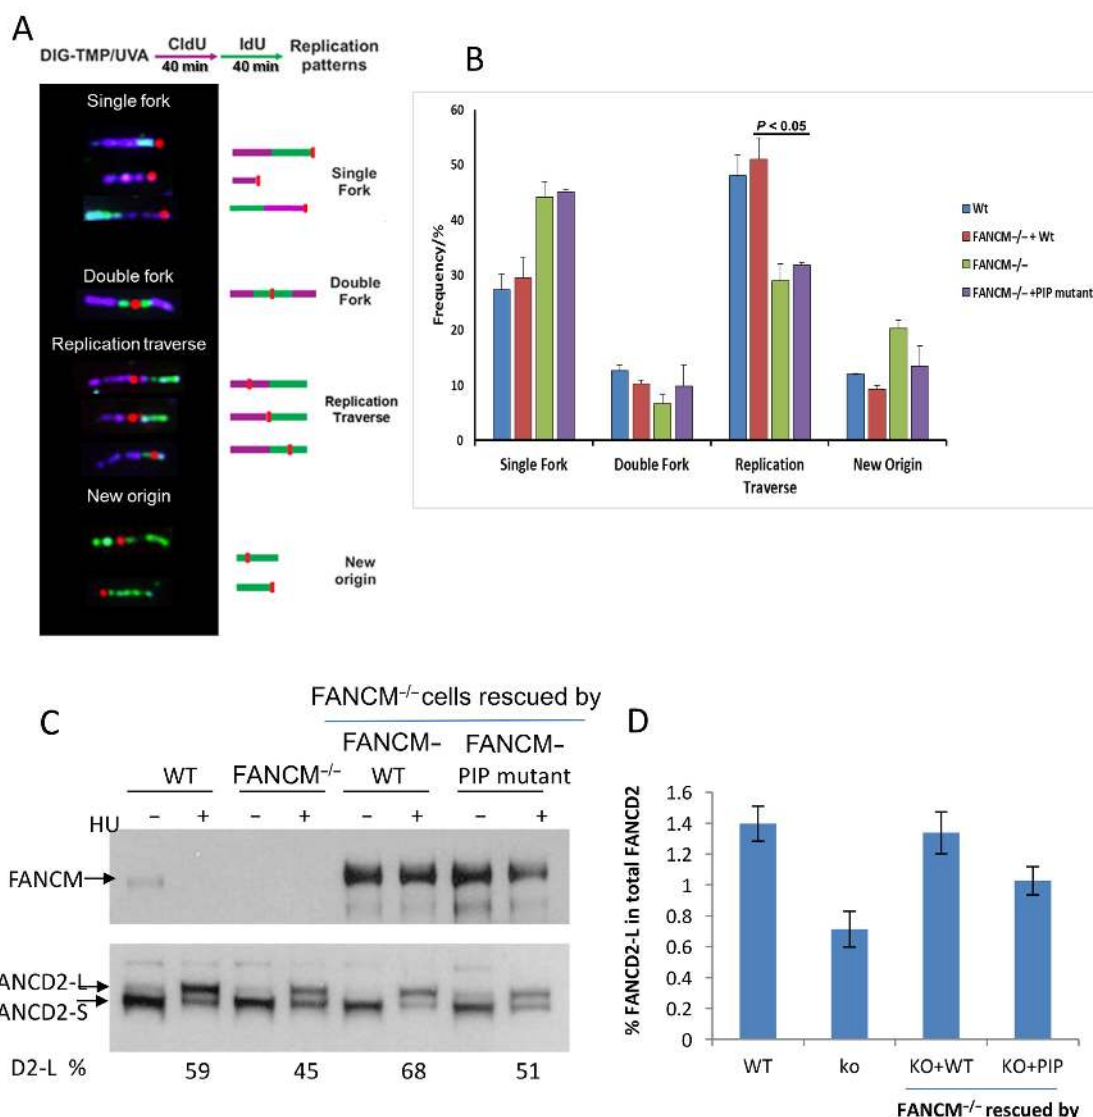 A
DIG-TMP/UVA
CldU
40 min
IdU
40 min
Replication
patterns
Single fork
Single
Fork
Double fork
Double
Fork
Replication traverse
Replication
Traverse
New origin
New
origin
B
Frequency/%
60
50
40
30
20
10
0
P < 0.05
Single Fork
Double Fork
Replication
Traverse
New Origin
Wt
FANCM−/− + Wt
FANCM−/−
FANCM−/− +PIP mutant
C
FANCM−/− cells rescued by
WT
FANCM−/−
FANCM−
WT
FANCM−
PIP mutant
HU − + − + − + − +
FANCM
ANCD2-L
ANCD2-S
D2-L % 59 45 68 51
D
% FANCD2-L in total FANCD2
1.6
1.4
1.2
1
0.8
0.6
0.4
0.2
0
WT
ko
KO+WT
KO+PIP
FANCM−/− rescued by